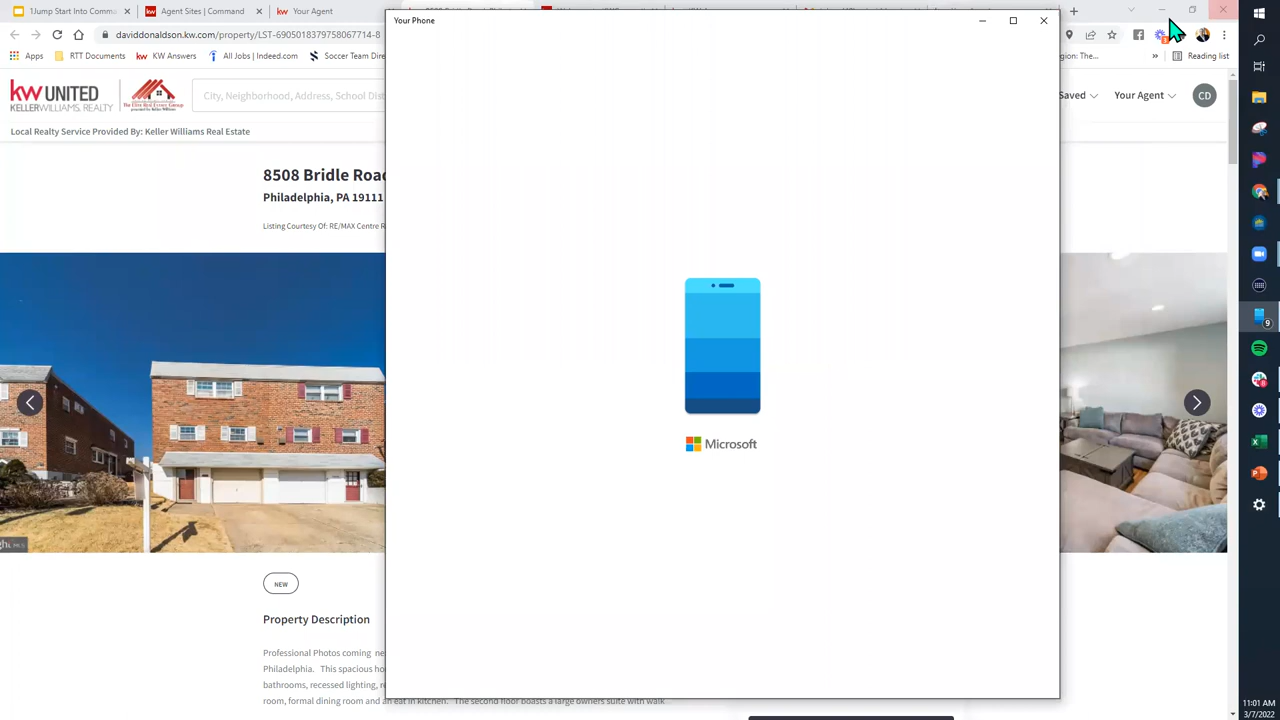 1Jump Start Into Commu
Agent Sites | Command
Your Agent
Your Phone
daviddonaldson.kw.com/property/LST-6905018379758067714-8
Apps
RTT Documents
KW Answers
All Jobs | Indeed.com
Soccer Team Dire
gion: The...
»
Reading list
KW UNITED
KELLERWILLIAMS. REALTY
City, Neighborhood, Address, School Dist
Saved
Your Agent
CD
Local Realty Service Provided By: Keller Williams Real Estate
8508 Bridle Road
Philadelphia, PA 19111
Listing Courtesy Of: RE/MAX Centre R
Microsoft
9
NEW
Property Description
Professional Photos coming ne
Philadelphia. This spacious ho
bathrooms, recessed lighting, r
room, formal dining room and an eat in kitchen. The second floor boasts a large owners suite with walk
11:01 AM
3/7/2022